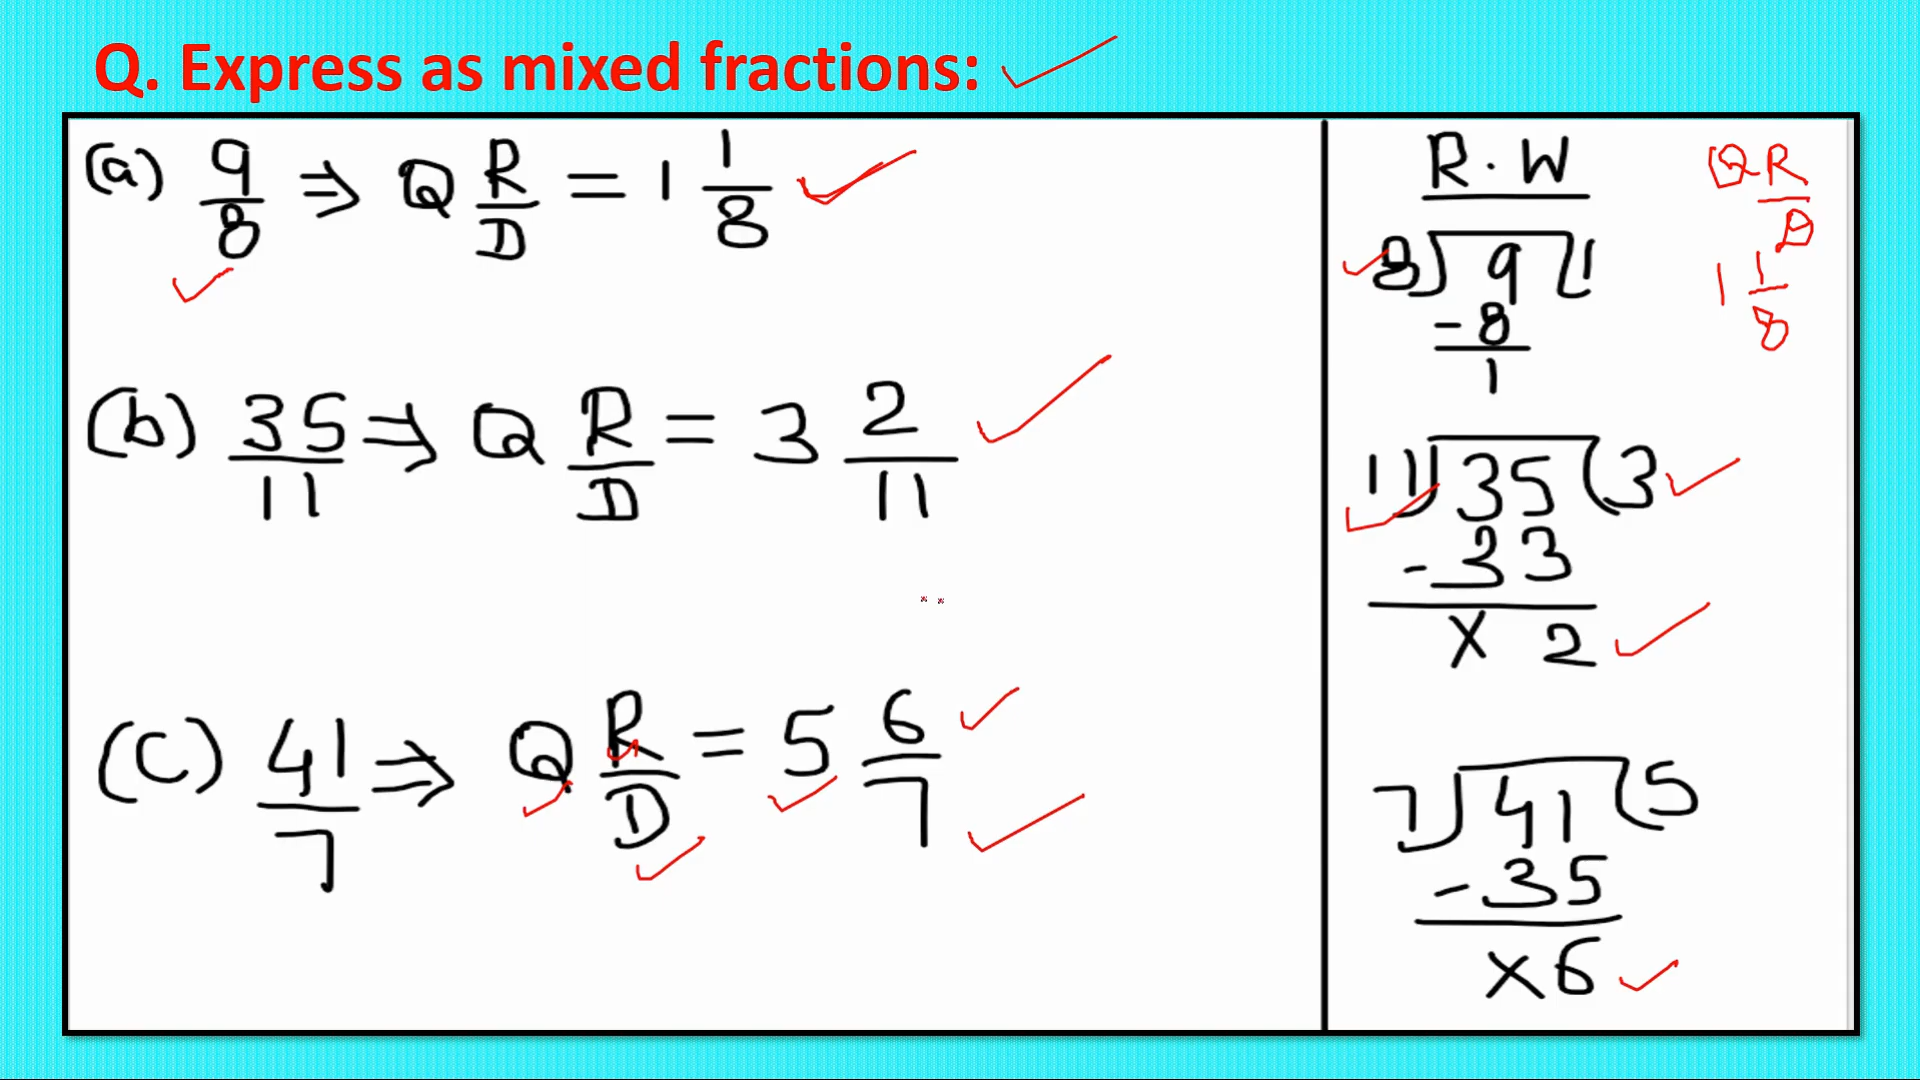 Q. Express as mixed fractions:
(a) 9/8 ⇒ Q R/D = 1 1/8
(b) 35/11 ⇒ Q R/D = 3 2/11
(c) 41/7 ⇒ Q R/D = 5 6/7
R.W
8) 9 (1
- 8
1
Q R/D
1 1/8
11) 35 (3
- 33
x 2
7) 41 (5
- 35
x 6